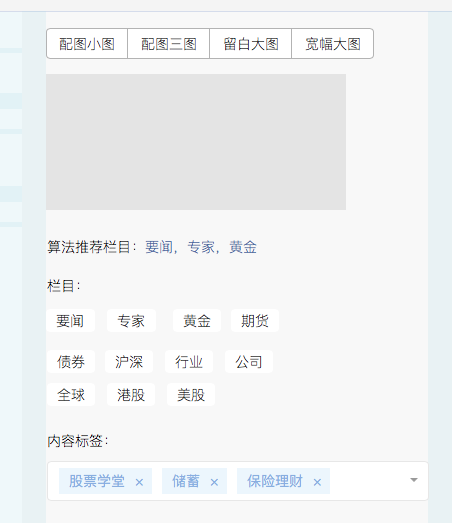 配图小图 配图三图 留白大图 宽幅大图
算法推荐栏目：要闻，专家，黄金
栏目：
要闻 专家 黄金 期货
债券 沪深 行业 公司
全球 港股 美股
内容标签：
股票学堂 × 储蓄 × 保险理财 ×